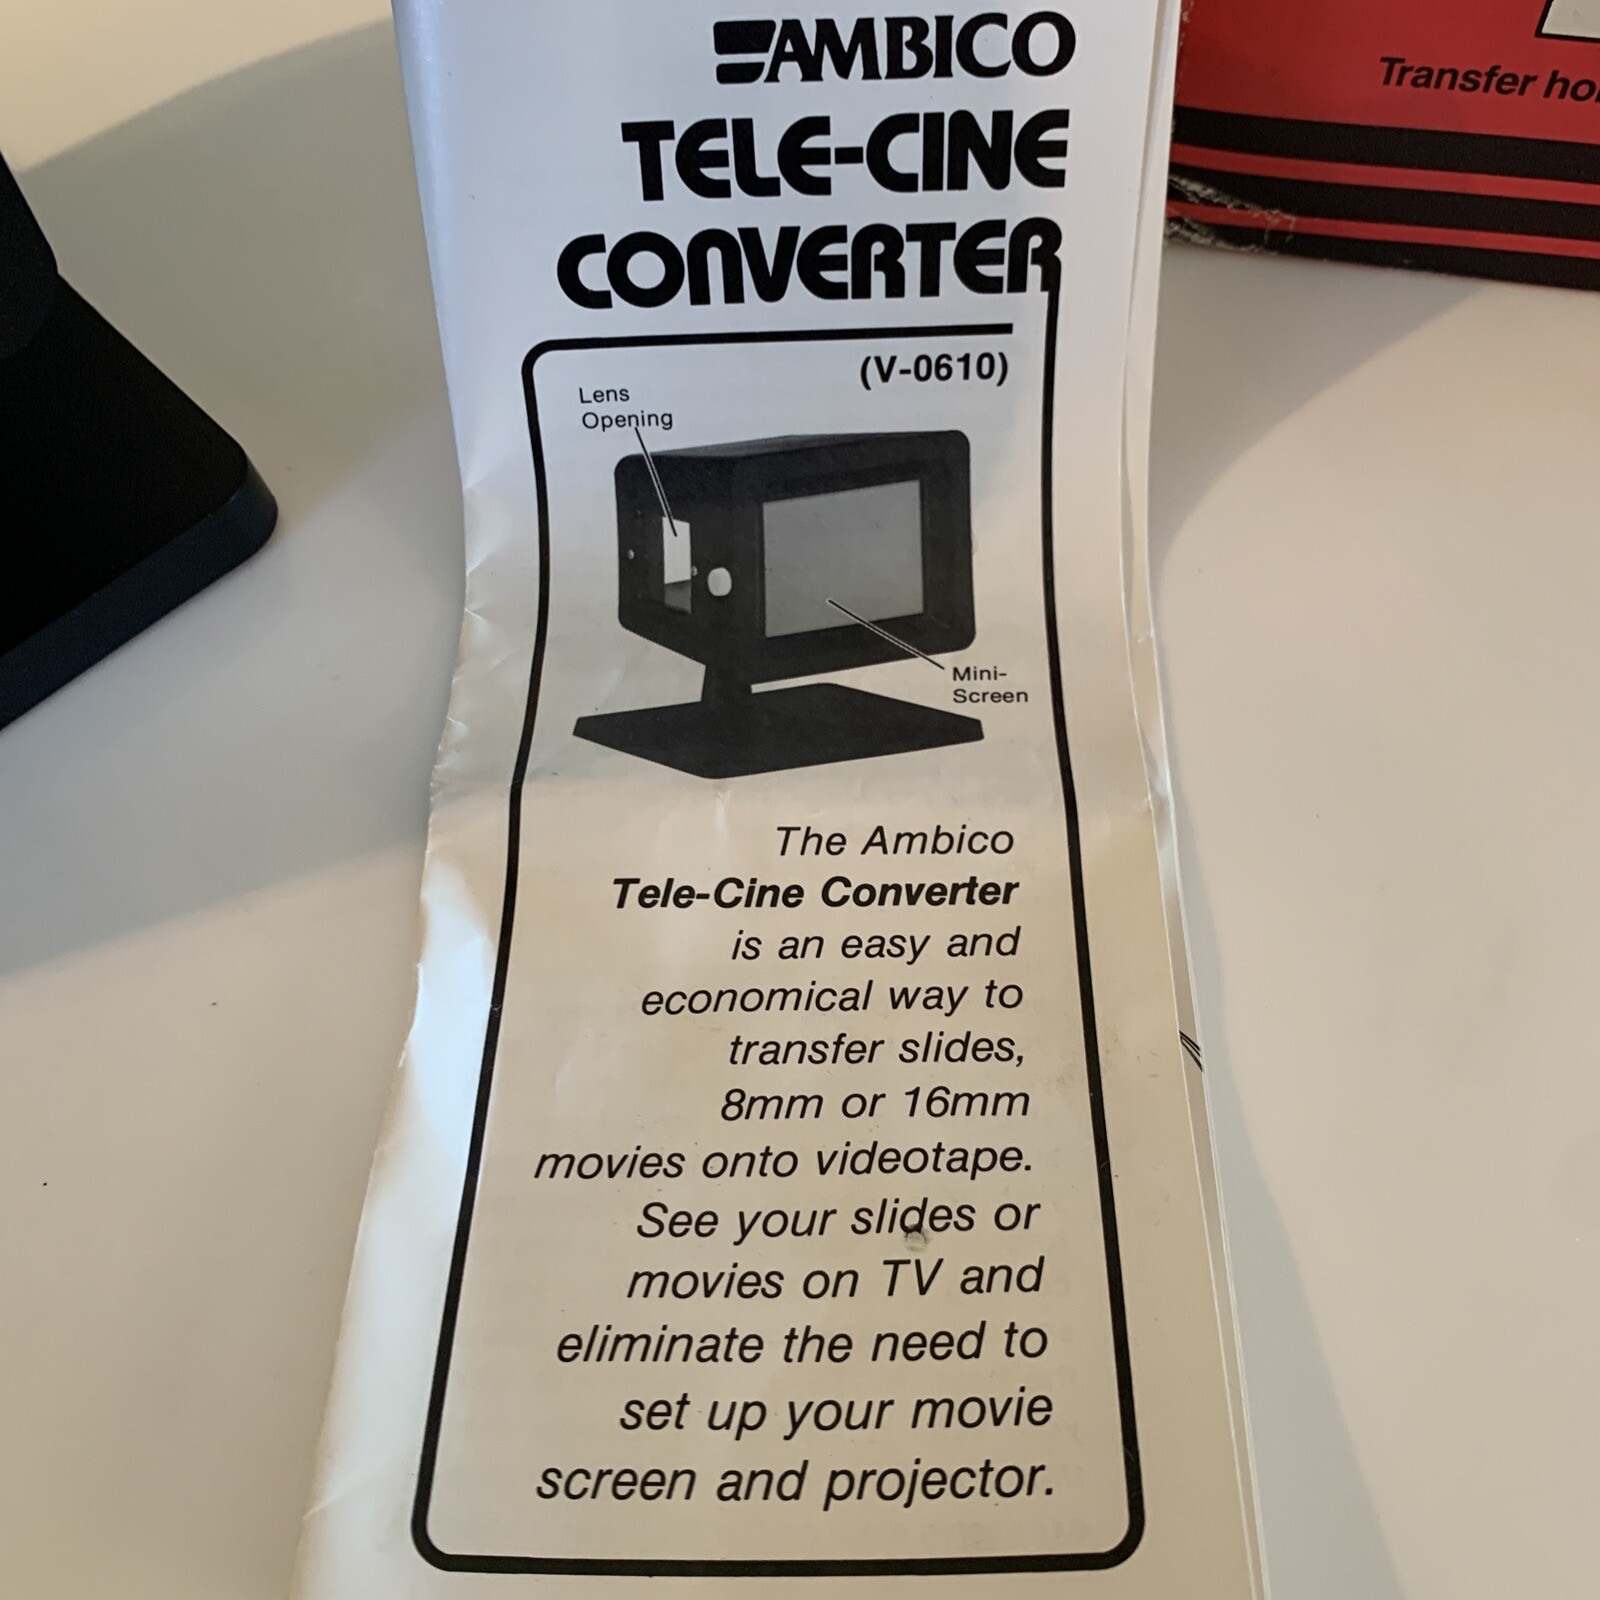 AMBICO
TELE-CINE
CONVERTER
(V-0610)
Lens
Opening
Mini-
Screen
The Ambico
Tele-Cine Converter
is an easy and
economical way to
transfer slides,
8mm or 16mm
movies onto videotape.
See your slides or
movies on TV and
eliminate the need to
set up your movie
screen and projector.
Transfer